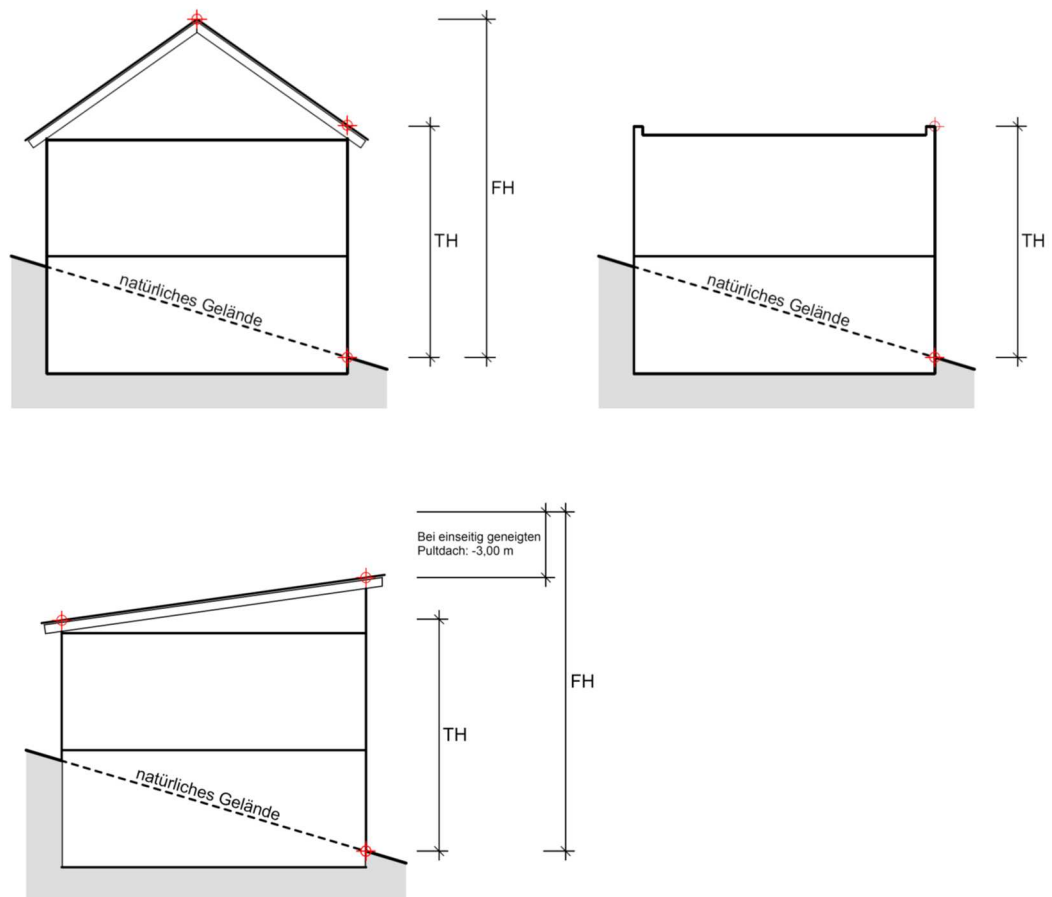 FH
TH
natürliches Gelände
TH
natürliches Gelände
Bei einseitig geneigten
Pultdach: -3,00 m
FH
TH
natürliches Gelände